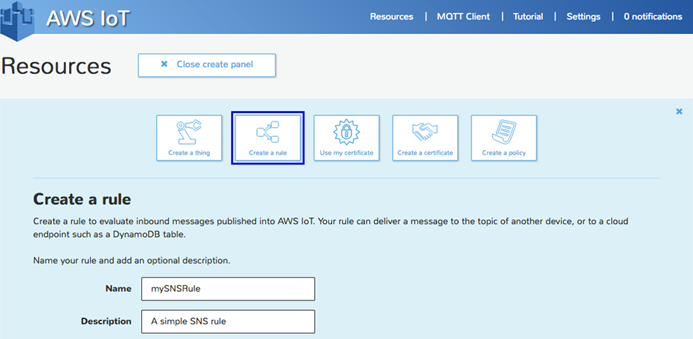 AWS IoT
Resources | MQTT Client | Tutorial | Settings | 0 notifications
Resources
✖ Close create panel
✖
Create a thing
Create a rule
Use my certificate
Create a certificate
Create a policy
Create a rule
Create a rule to evaluate inbound messages published into AWS IoT. Your rule can deliver a message to the topic of another device, or to a cloud
endpoint such as a DynamoDB table.
Name your rule and add an optional description.
Name mySNSRule
Description A simple SNS rule